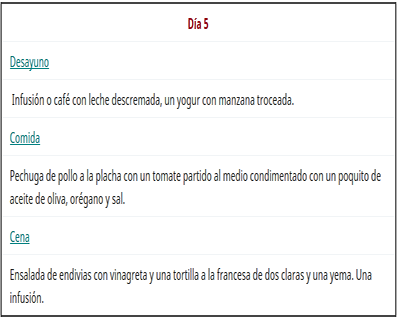 Día 5
Desayuno
Infusión o café con leche descremada, un yogur con manzana troceada.
Comida
Pechuga de pollo a la placha con un tomate partido al medio condimentado con un poquito de
aceite de oliva, orégano y sal.
Cena
Ensalada de endivias con vinagreta y una tortilla a la francesa de dos claras y una yema. Una
infusión.